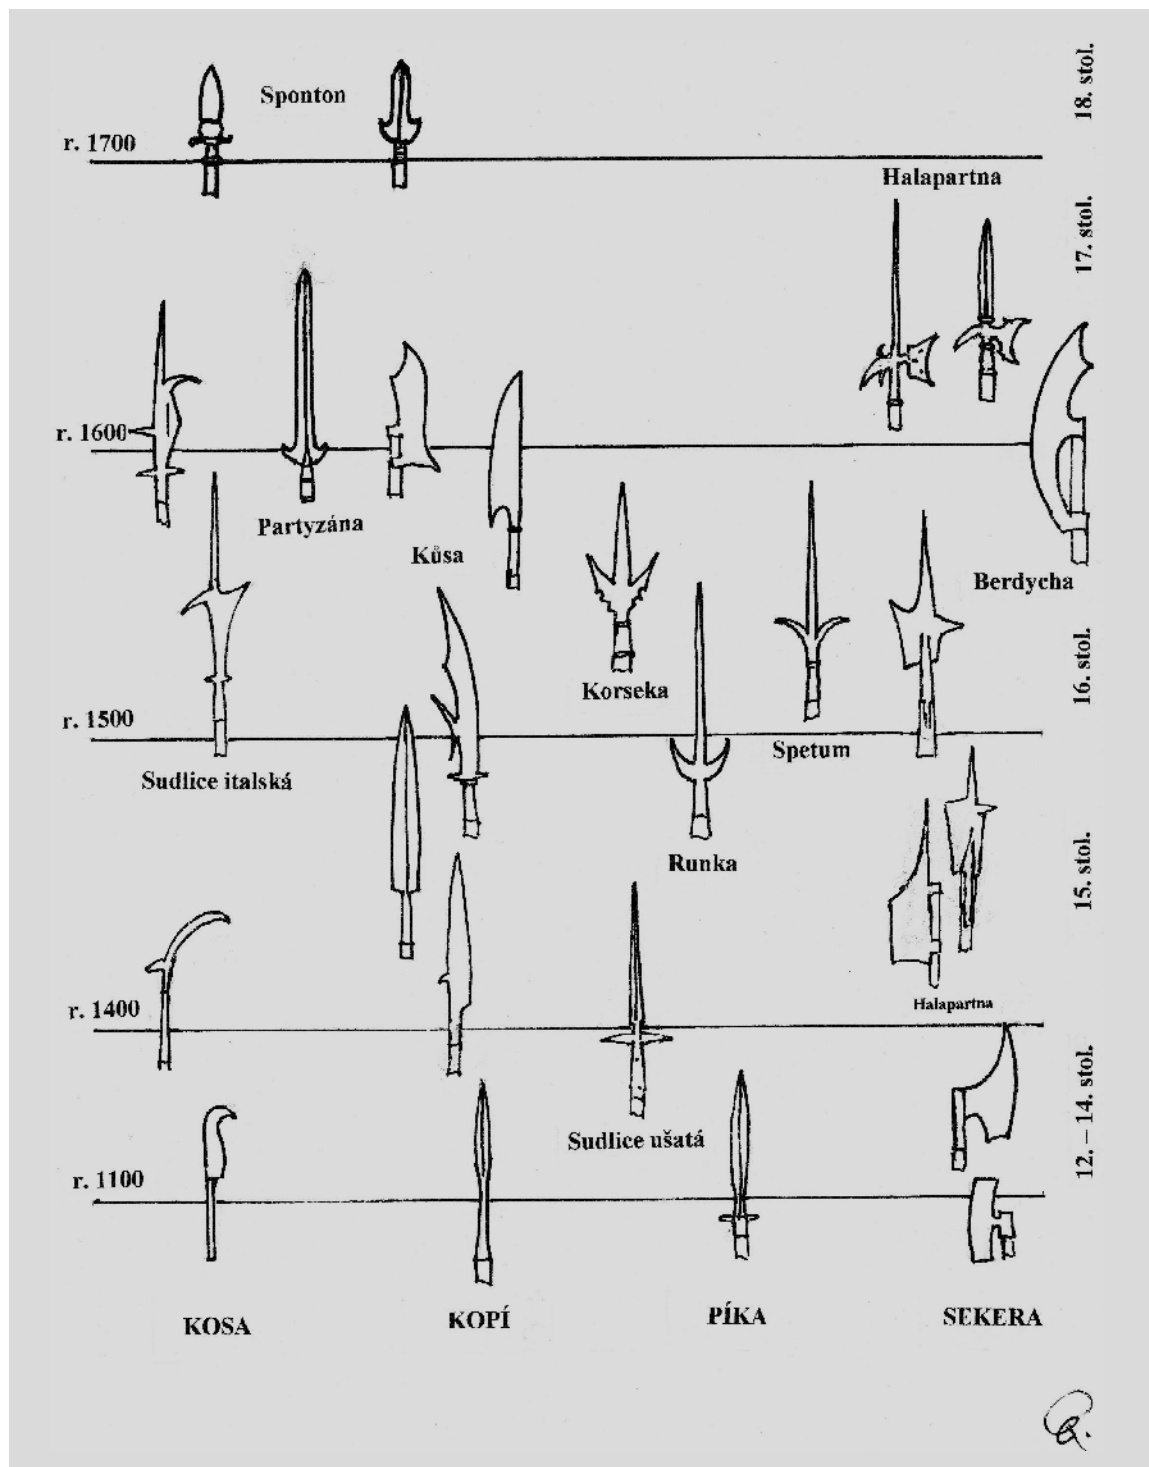 18. stol.
Sponton
r. 1700
Halapartna
17. stol.
r. 1600
Partyzána
Kůsa
Berdycha
Korseka
16. stol.
r. 1500
Spetum
Sudlice italská
Runka
15. stol.
r. 1400
Halapartna
12. – 14. stol.
Sudlice ušatá
r. 1100
KOSA
KOPÍ
PÍKA
SEKERA